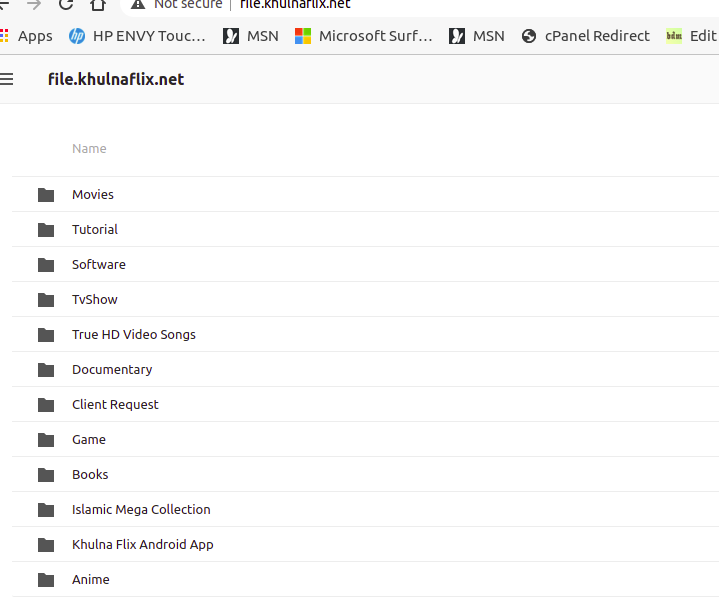 Not secure | file.khulnaflix.net
Apps HP ENVY Touc... MSN Microsoft Surf... MSN cPanel Redirect Edit
file.khulnaflix.net
Name
Movies
Tutorial
Software
TvShow
True HD Video Songs
Documentary
Client Request
Game
Books
Islamic Mega Collection
Khulna Flix Android App
Anime